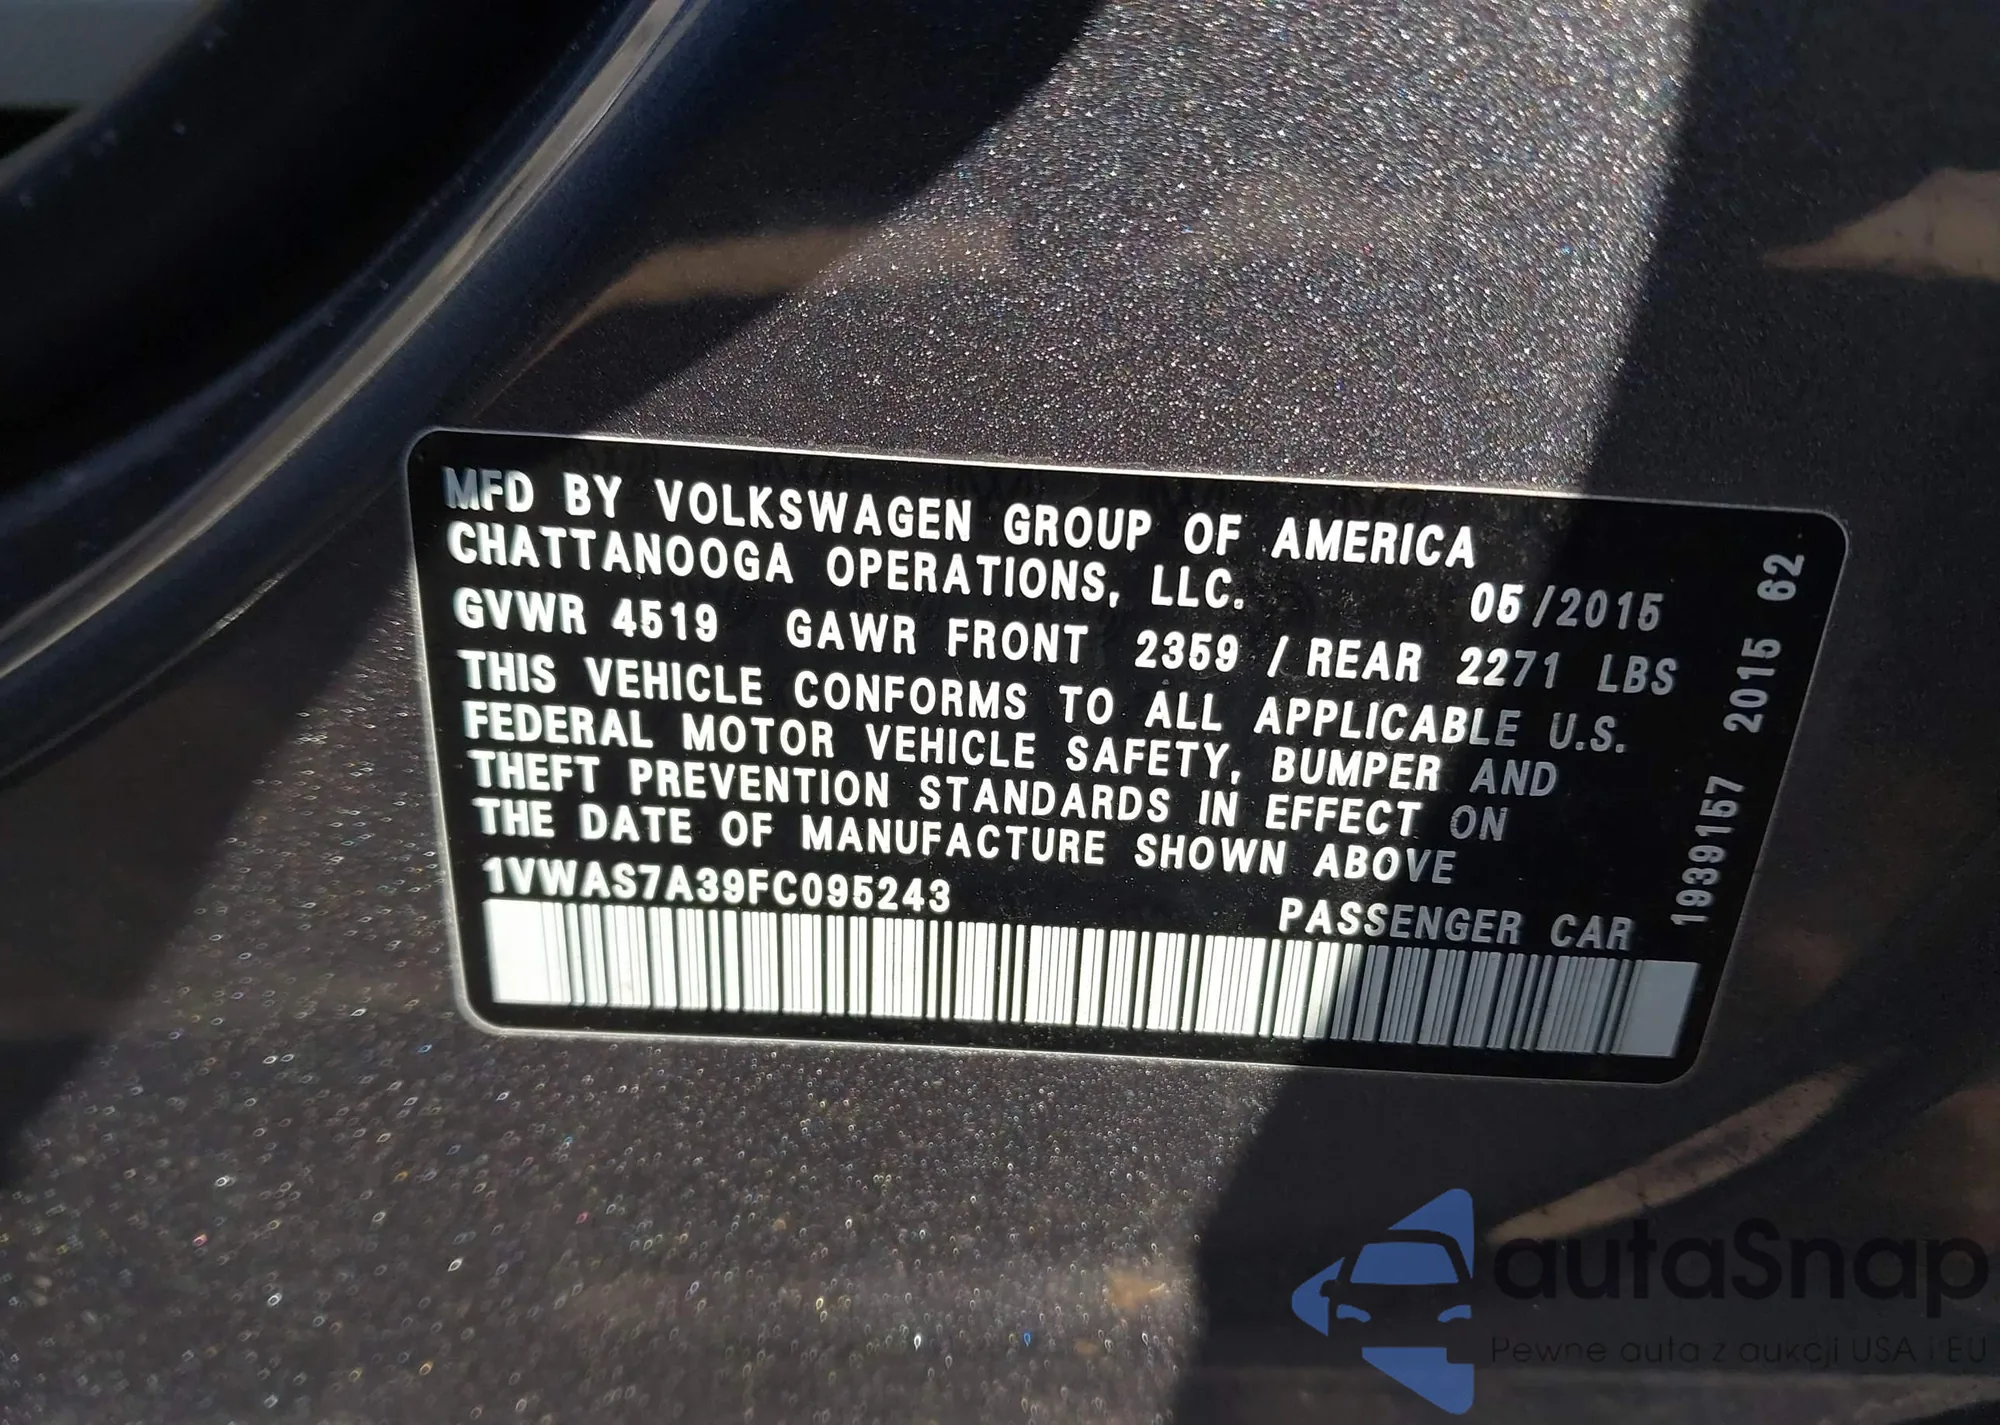 MFD BY VOLKSWAGEN GROUP OF AMERICA
CHATTANOOGA OPERATIONS, LLC.
05/2015
GVWR 4519 GAWR FRONT 2359 / REAR 2271 LBS
THIS VEHICLE CONFORMS TO ALL APPLICABLE U.S.
FEDERAL MOTOR VEHICLE SAFETY, BUMPER AND
THEFT PREVENTION STANDARDS IN EFFECT ON
THE DATE OF MANUFACTURE SHOWN ABOVE
1VWAS7A39FC095243
PASSENGER CAR
1939157 2015 62
autaSnap
Pewne auta z aukcji USA i EU